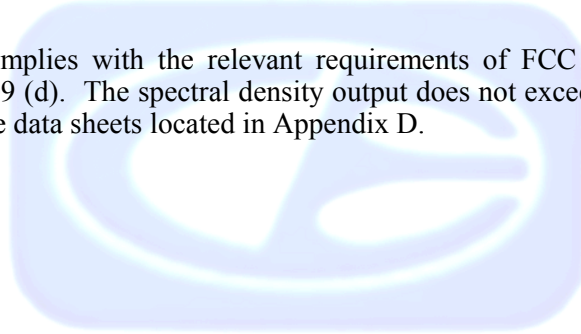 mplies with the relevant requirements of FCC
9 (d). The spectral density output does not excee
e data sheets located in Appendix D.